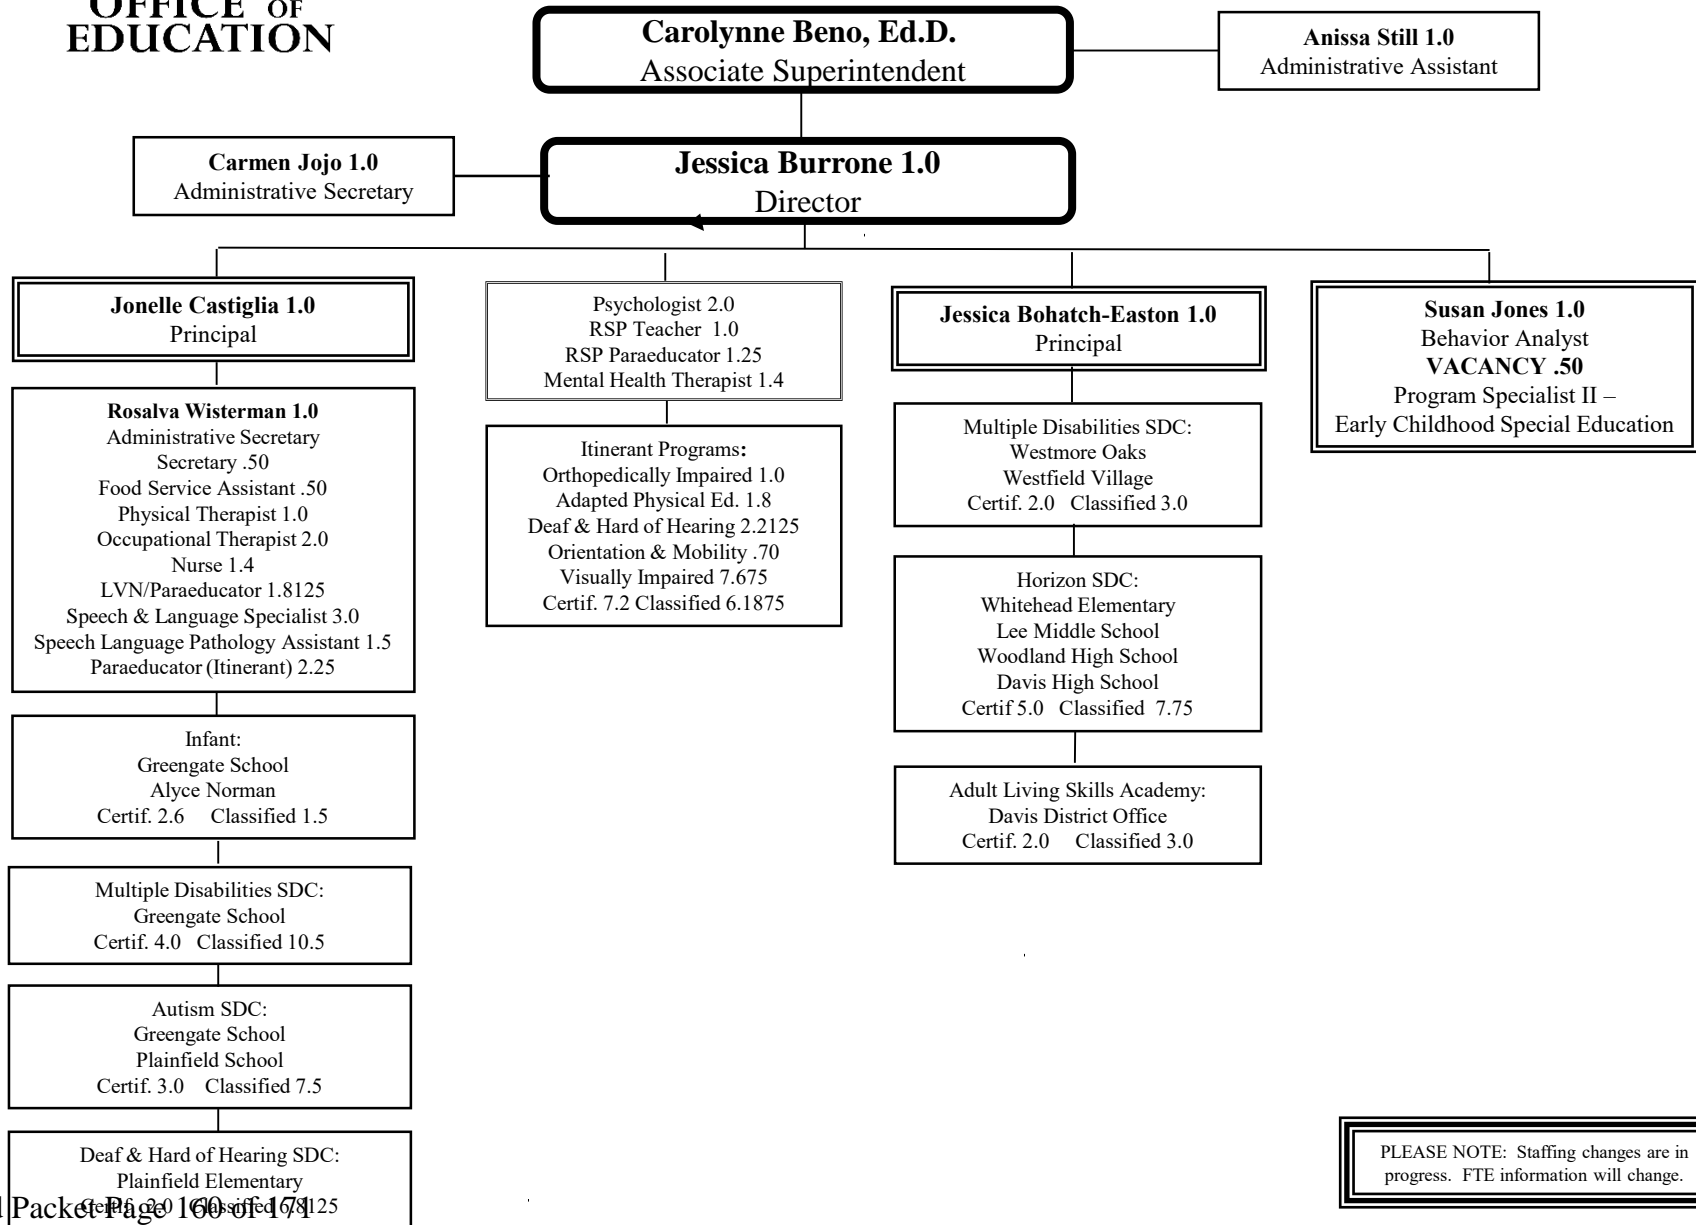 OFFICE OF
EDUCATION
Carolynne Beno, Ed.D.
Associate Superintendent
Anissa Still 1.0
Administrative Assistant
Carmen Jojo 1.0
Administrative Secretary
Jessica Burrone 1.0
Director
Jonelle Castiglia 1.0
Principal
Rosalva Wisterman 1.0
Administrative Secretary
Secretary .50
Food Service Assistant .50
Physical Therapist 1.0
Occupational Therapist 2.0
Nurse 1.4
LVN/Paraeducator 1.8125
Speech & Language Specialist 3.0
Speech Language Pathology Assistant 1.5
Paraeducator (Itinerant) 2.25
Infant:
Greengate School
Alyce Norman
Certif. 2.6 Classified 1.5
Multiple Disabilities SDC:
Greengate School
Certif. 4.0 Classified 10.5
Autism SDC:
Greengate School
Plainfield School
Certif. 3.0 Classified 7.5
Deaf & Hard of Hearing SDC:
Plainfield Elementary
Certif. 2.0 Classified 6.8125
Packet Page 160 of 171
Psychologist 2.0
RSP Teacher 1.0
RSP Paraeducator 1.25
Mental Health Therapist 1.4
Itinerant Programs:
Orthopedically Impaired 1.0
Adapted Physical Ed. 1.8
Deaf & Hard of Hearing 2.2125
Orientation & Mobility .70
Visually Impaired 7.675
Certif. 7.2 Classified 6.1875
Jessica Bohatch-Easton 1.0
Principal
Multiple Disabilities SDC:
Westmore Oaks
Westfield Village
Certif. 2.0 Classified 3.0
Horizon SDC:
Whitehead Elementary
Lee Middle School
Woodland High School
Davis High School
Certif 5.0 Classified 7.75
Adult Living Skills Academy:
Davis District Office
Certif. 2.0 Classified 3.0
Susan Jones 1.0
Behavior Analyst
VACANCY .50
Program Specialist II –
Early Childhood Special Education
PLEASE NOTE: Staffing changes are in
progress. FTE information will change.